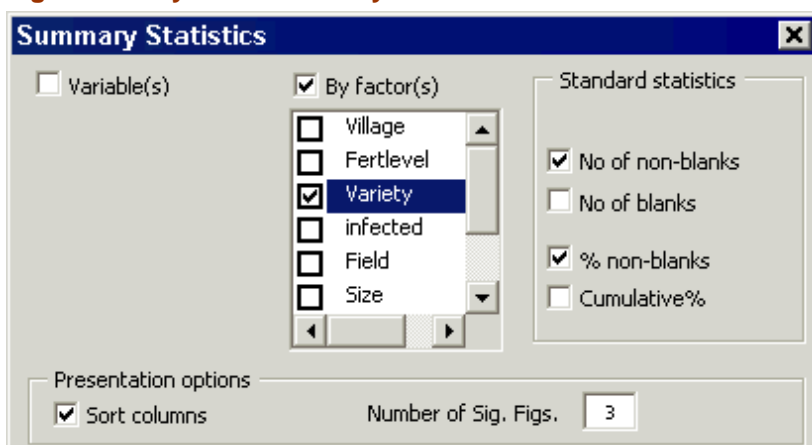 Summary Statistics
Variable(s)
By factor(s)
Village
Fertlevel
Variety
infected
Field
Size
Standard statistics
No of non-blanks
No of blanks
% non-blanks
Cumulative%
Presentation options
Sort columns
Number of Sig. Figs. 3